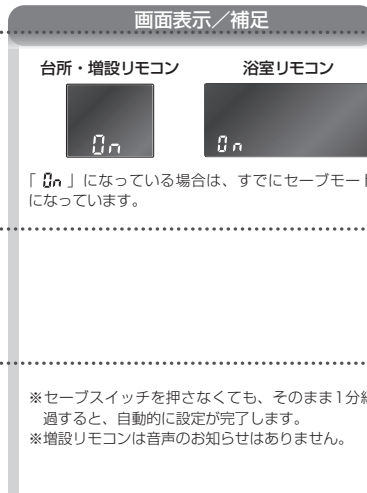 画面表示／補足
台所・増設リモコン　浴室リモコン
0n　0n
「 0n 」になっている場合は、すでにセーブモー
になっています。
※セーブスイッチを押さなくても、そのまま1分
過すると、自動的に設定が完了します。
※増設リモコンは音声のお知らせはありません。